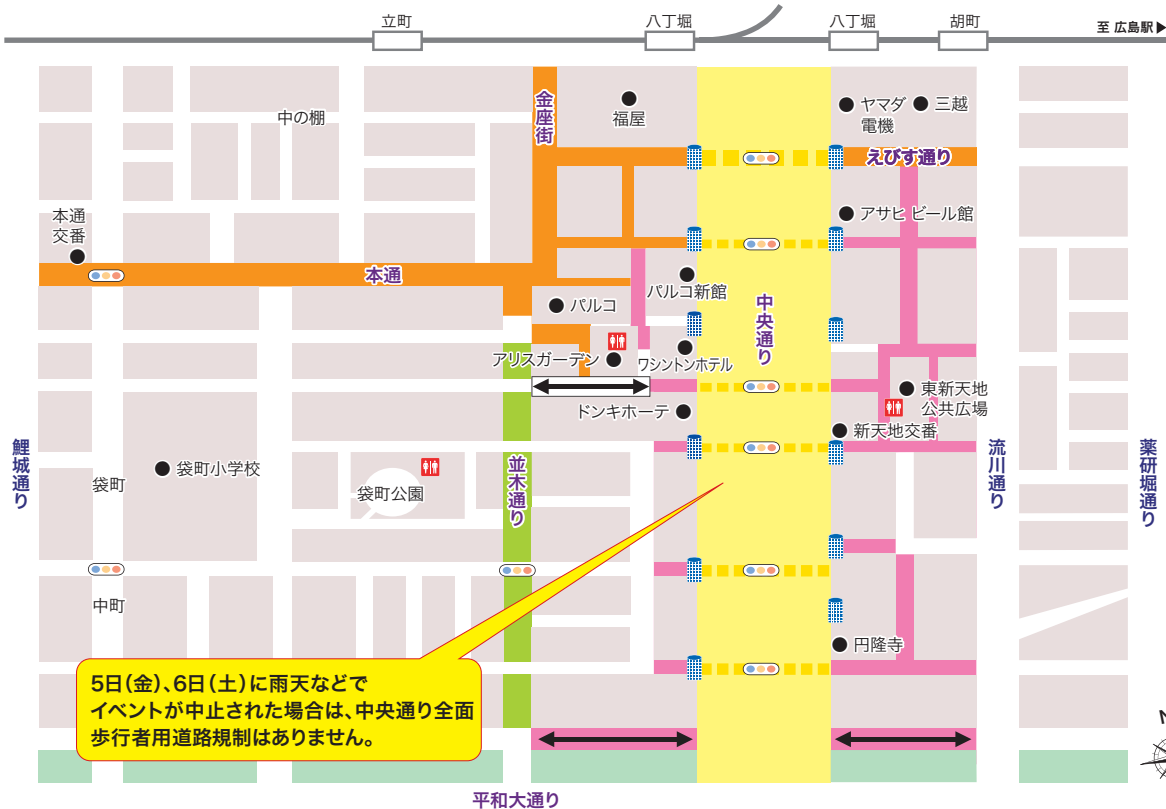 立町
八丁堀
八丁堀
胡町
至 広島駅▶
金座街
福屋
ヤマダ
電機
三越
中の棚
えびす通り
本通
交番
アサヒ ビール館
本通
パルコ新館
パルコ
中央通り
アリスガーデン
ワシントンホテル
東新天地
公共広場
ドンキホーテ
新天地交番
鯉城通り
袋町小学校
袋町
袋町公園
並木通り
流川通り
薬研堀通り
中町
円隆寺
5日(金)、6日(土)に雨天などで
イベントが中止された場合は、中央通り全面
歩行者用道路規制はありません。
N
平和大通り